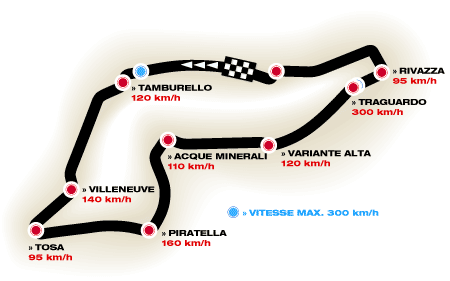 » RIVAZZA
95 km/h
» TAMBURELLO
120 km/h
» TRAGUARDO
300 km/h
» ACQUE MINERALI
110 km/h
» VARIANTE ALTA
120 km/h
» VILLENEUVE
140 km/h
» VITESSE MAX. 300 km/h
» PIRATELLA
160 km/h
» TOSA
95 km/h